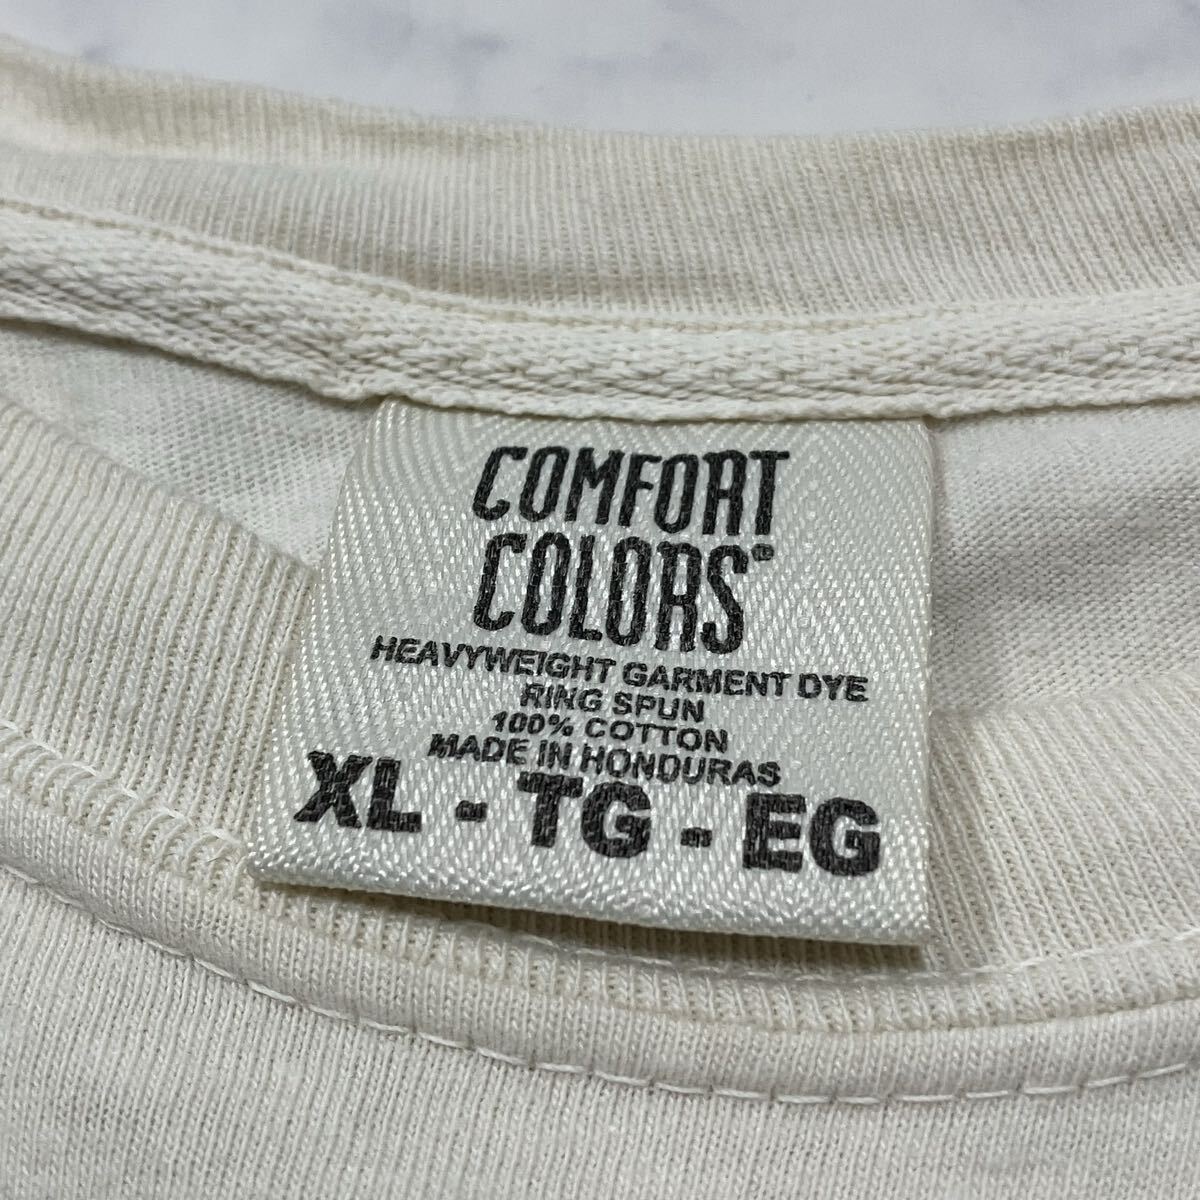 COMFORT
COLORS®
HEAVYWEIGHT GARMENT DYE
RING SPUN
100% COTTON
MADE IN HONDURAS
XL - TG - EG